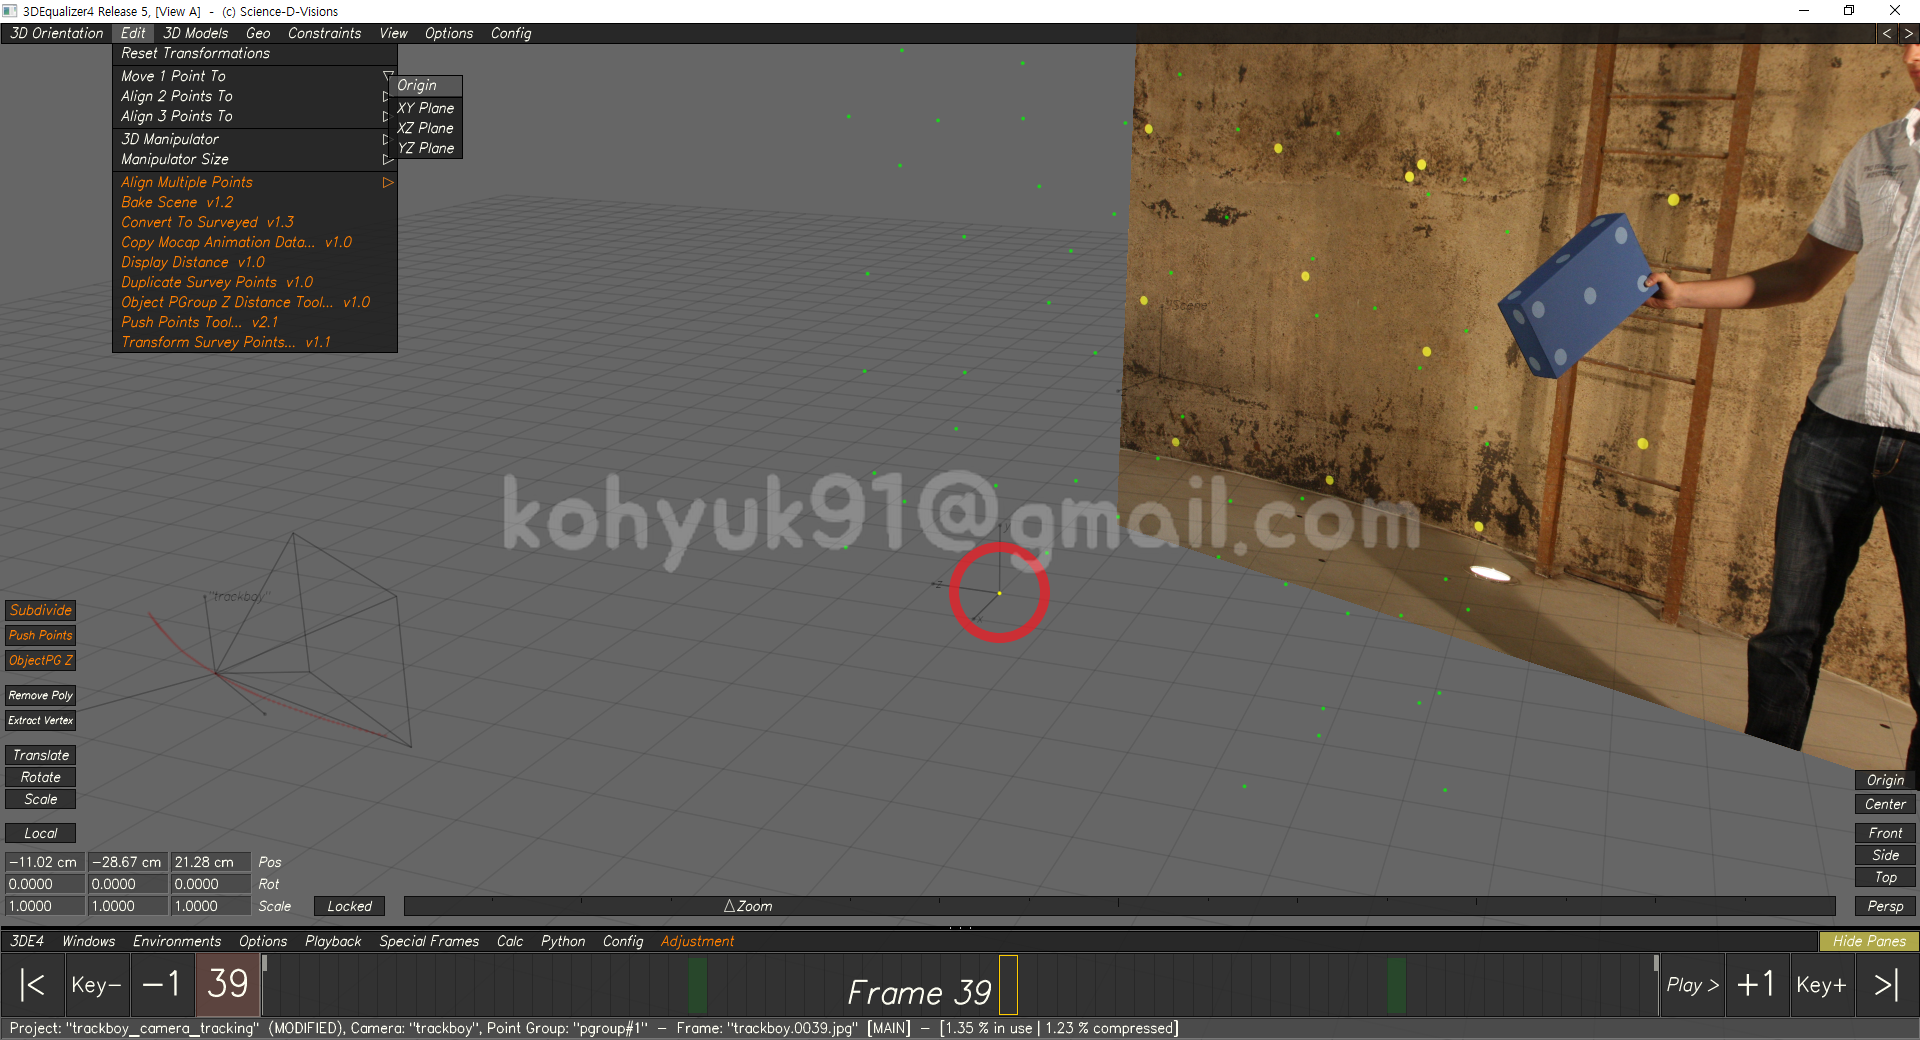 3DEqualizer4 Release 5, [View A]  -  (c) Science-D-Visions
3D Orientation Edit 3D Models Geo Constraints View Options Config < >
Reset Transformations
Move 1 Point To
Align 2 Points To
Align 3 Points To
3D Manipulator
Manipulator Size
Align Multiple Points
Bake Scene v1.2
Convert To Surveyed v1.3
Copy Mocap Animation Data... v1.0
Display Distance v1.0
Duplicate Survey Points v1.0
Object PGroup Z Distance Tool... v1.0
Push Points Tool... v2.1
Transform Survey Points... v1.1
Origin
XY Plane
XZ Plane
YZ Plane
"Scene"
kohyuk91@gmail.com
y
z
x
"trackboy"
Subdivide
Push Points
ObjectPG Z
Remove Poly
Extract Vertex
Translate
Rotate
Scale
Local
-11.02 cm -28.67 cm 21.28 cm Pos
0.0000 0.0000 0.0000 Rot
1.0000 1.0000 1.0000 Scale Locked Zoom
Origin
Center
Front
Side
Top
Persp
3DE4 Windows Environments Options Playback Special Frames Calc Python Config Adjustment Hide Panes
|< Key- -1 39 Frame 39 Play > +1 Key+ >|
Project: "trackboy_camera_tracking" (MODIFIED), Camera: "trackboy", Point Group: "pgroup#1" - Frame: "trackboy.0039.jpg" [MAIN] - [1.35 % in use | 1.23 % compressed]